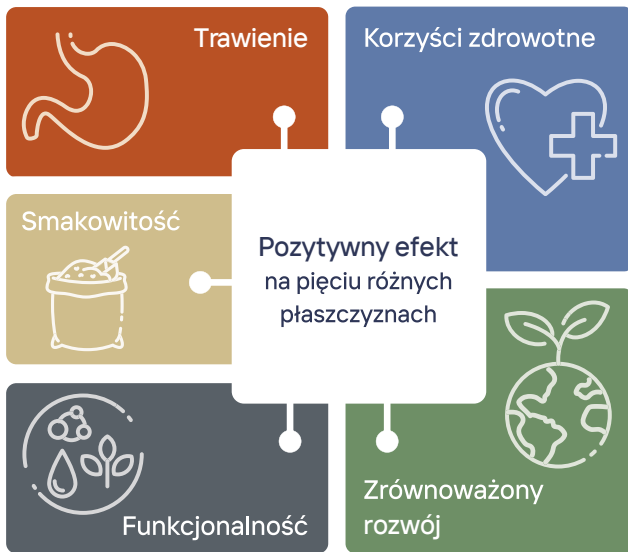 Trawienie
Korzyści zdrowotne
Smakowitość
Pozytywny efekt
na pięciu różnych
płaszczyznach
Funkcjonalność
Zrównoważony
rozwój